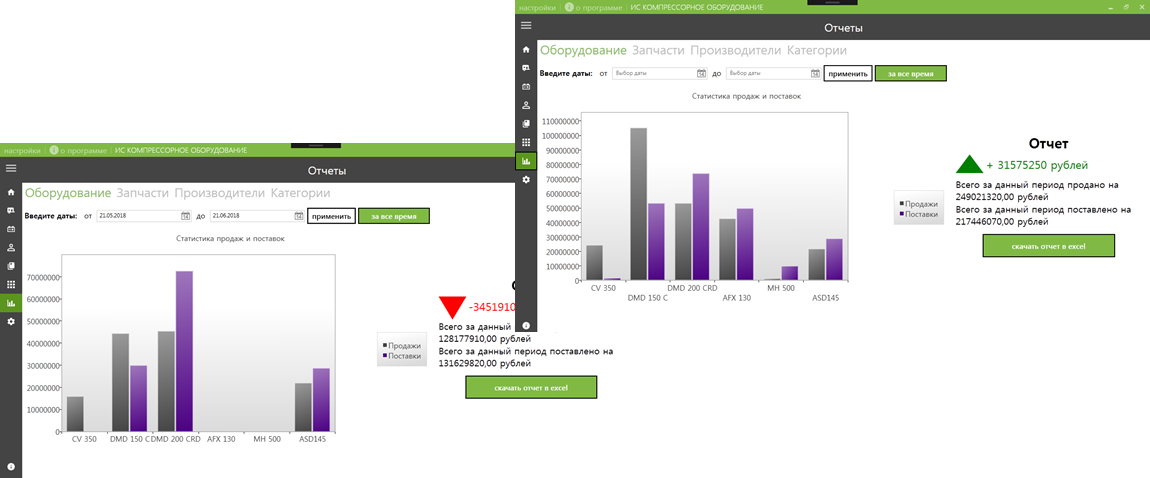 настройки
о программе
ИС КОМПРЕССОРНОЕ ОБОРУДОВАНИЕ
Отчеты
Оборудование Запчасти Производители Категории
Введите даты: от Выбор даты до Выбор даты применить за все время
Статистика продаж и поставок
110000000
100000000
90000000
80000000
70000000
60000000
50000000
40000000
30000000
20000000
10000000
0
CV 350
DMD 150 C
DMD 200 CRD
AFX 130
MH 500
ASD145
Продажи
Поставки
Отчет
+ 31575250 рублей
Всего за данный период продано на
249021320,00 рублей
Всего за данный период поставлено на
217446070,00 рублей
скачать отчет в excel
настройки
о программе
ИС КОМПРЕССОРНОЕ ОБОРУДОВАНИЕ
Отчеты
Оборудование Запчасти Производители Категории
Введите даты: от 21.05.2018 до 21.06.2018 применить за все время
Статистика продаж и поставок
70000000
60000000
50000000
40000000
30000000
20000000
10000000
0
CV 350
DMD 150 C
DMD 200 CRD
AFX 130
MH 500
ASD145
Продажи
Поставки
-3451910
Всего за данный
128177910,00 рублей
Всего за данный период поставлено на
131629820,00 рублей
скачать отчет в excel